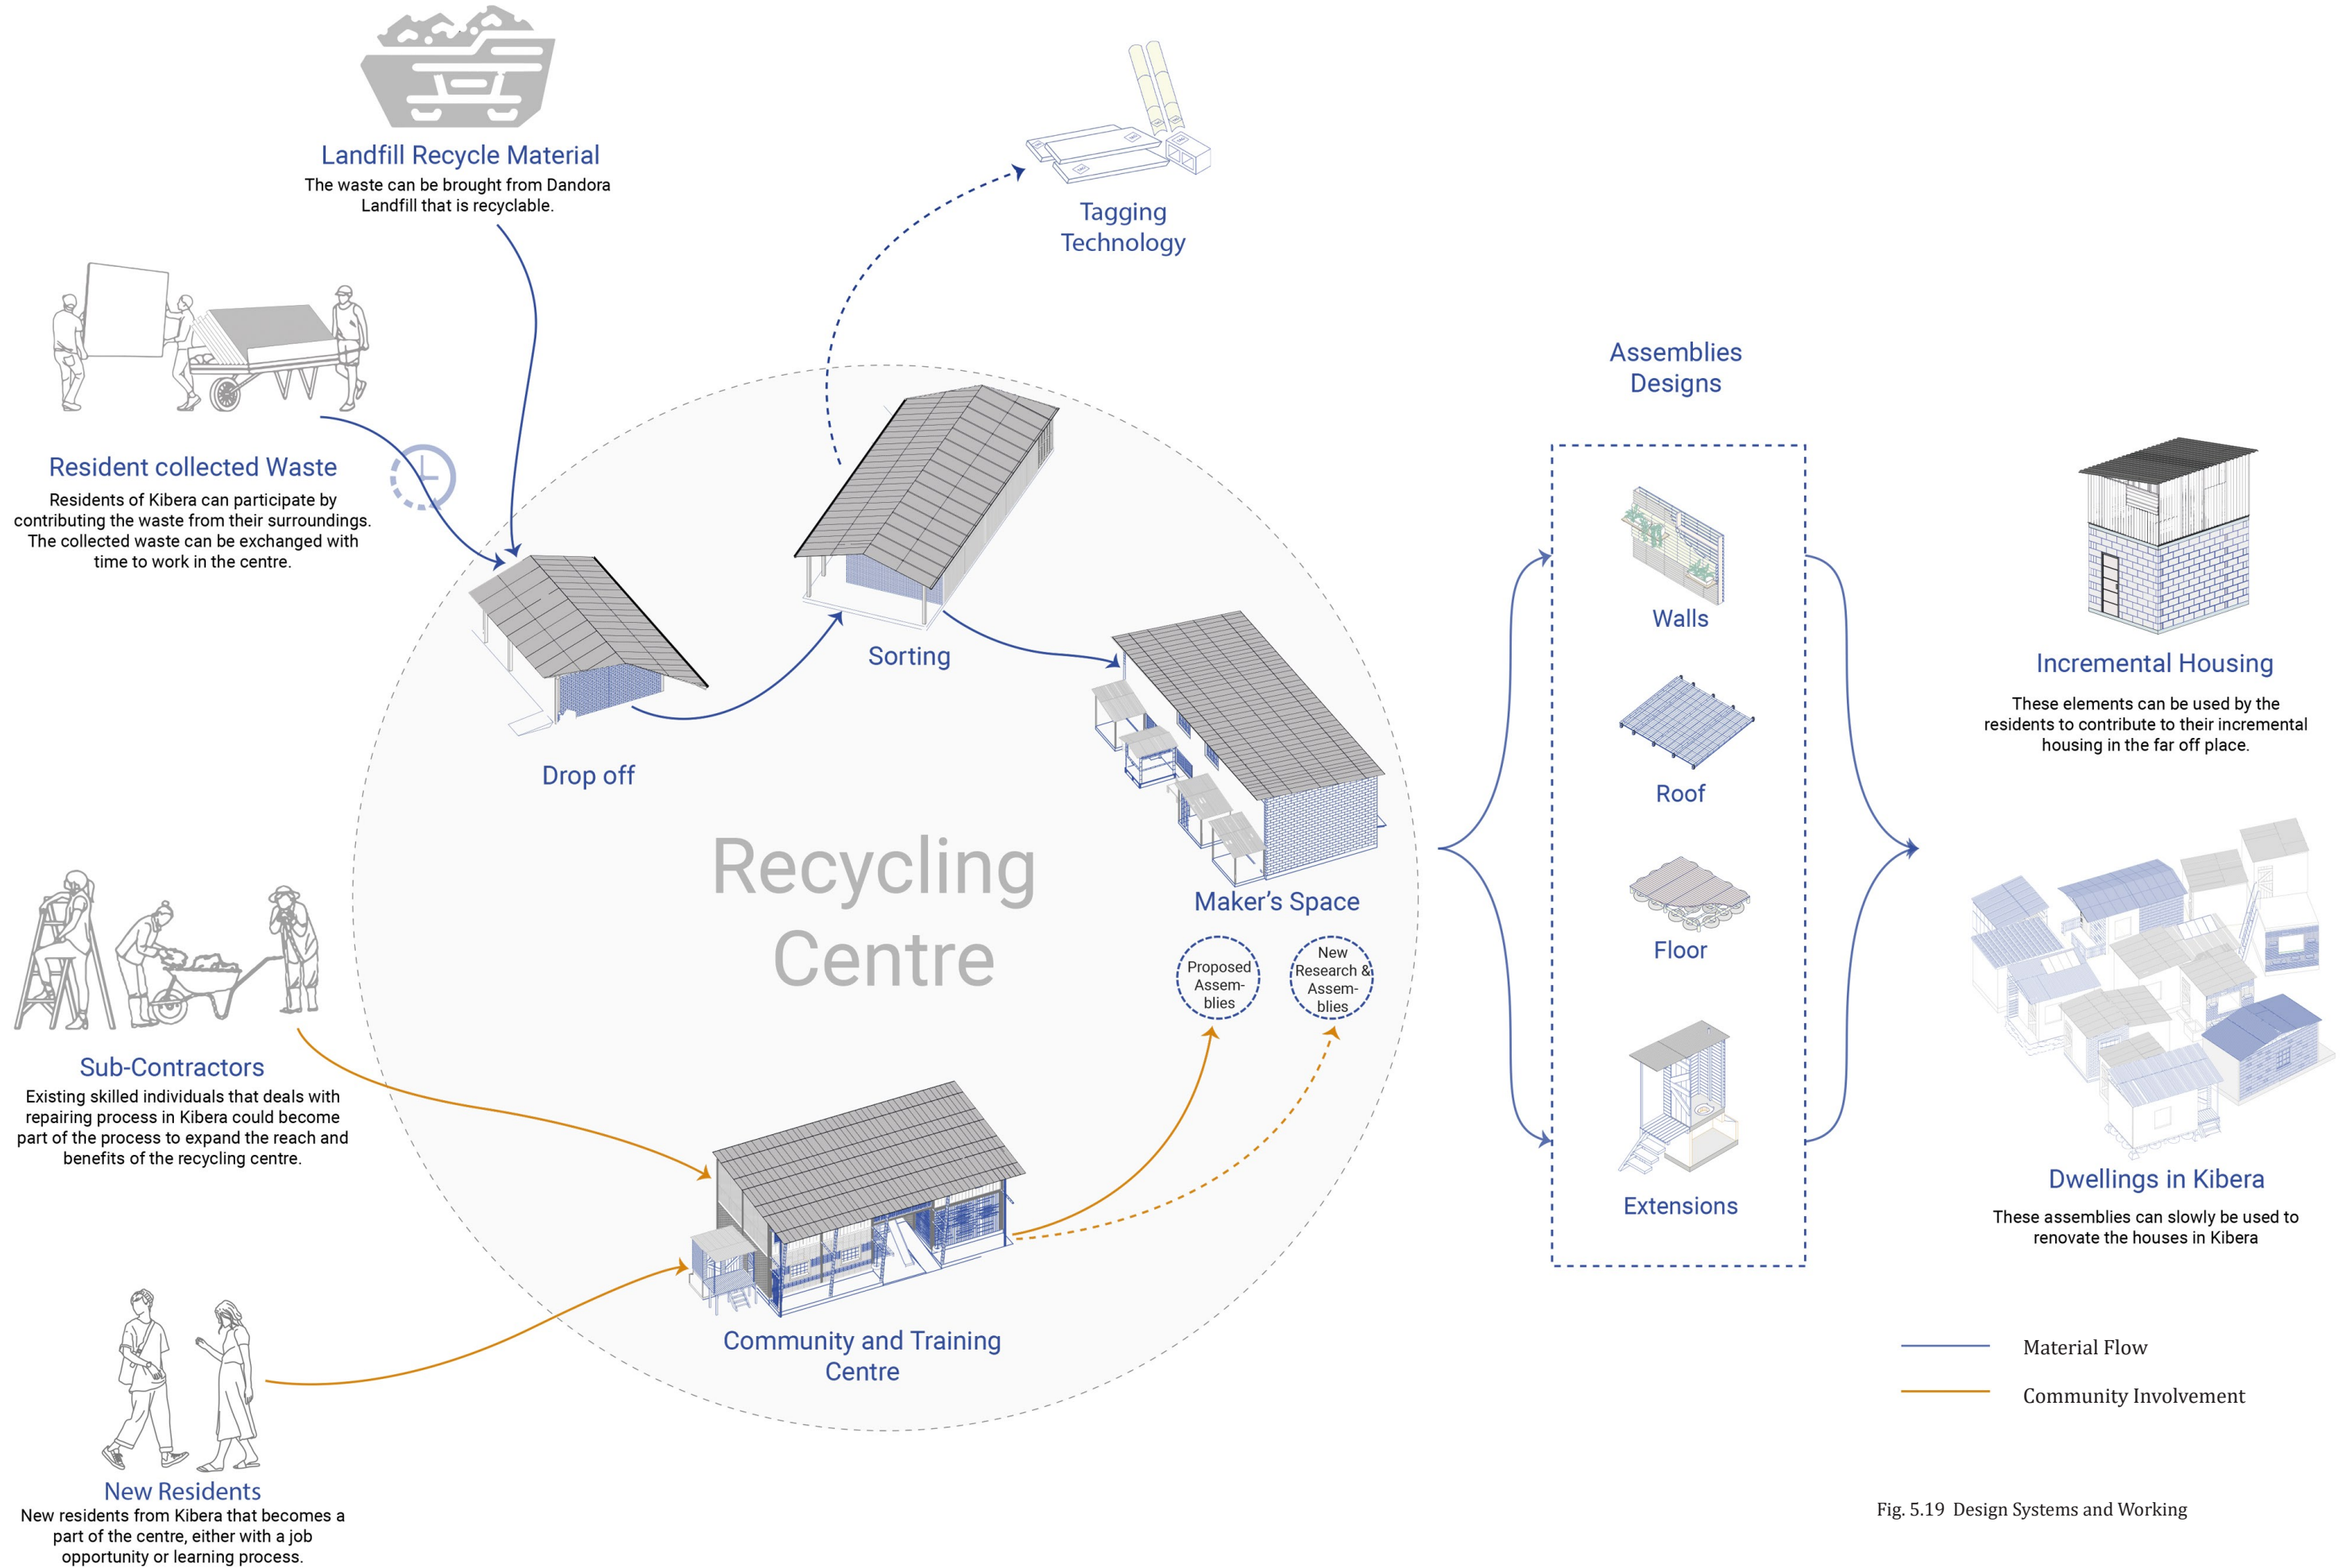 Landfill Recycle Material
The waste can be brought from Dandora
Landfill that is recyclable.
Tagging
Technology
Resident collected Waste
Residents of Kibera can participate by
contributing the waste from their surroundings.
The collected waste can be exchanged with
time to work in the centre.
Drop off
Sorting
Maker's Space
Recycling
Centre
Proposed
Assem-
blies
New
Research &
Assem-
blies
Sub-Contractors
Existing skilled individuals that deals with
repairing process in Kibera could become
part of the process to expand the reach and
benefits of the recycling centre.
Community and Training
Centre
New Residents
New residents from Kibera that becomes a
part of the centre, either with a job
opportunity or learning process.
Assemblies
Designs
Walls
Roof
Floor
Extensions
Incremental Housing
These elements can be used by the
residents to contribute to their incremental
housing in the far off place.
Dwellings in Kibera
These assemblies can slowly be used to
renovate the houses in Kibera
Material Flow
Community Involvement
Fig. 5.19 Design Systems and Working